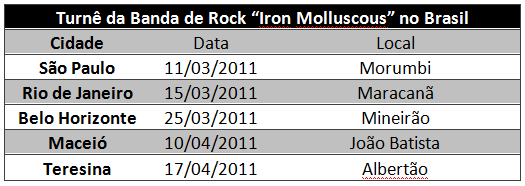 Turnê da Banda de Rock “Iron Molluscous” no Brasil
Cidade Data Local
São Paulo 11/03/2011 Morumbi
Rio de Janeiro 15/03/2011 Maracanã
Belo Horizonte 25/03/2011 Mineirão
Maceió 10/04/2011 João Batista
Teresina 17/04/2011 Albertão